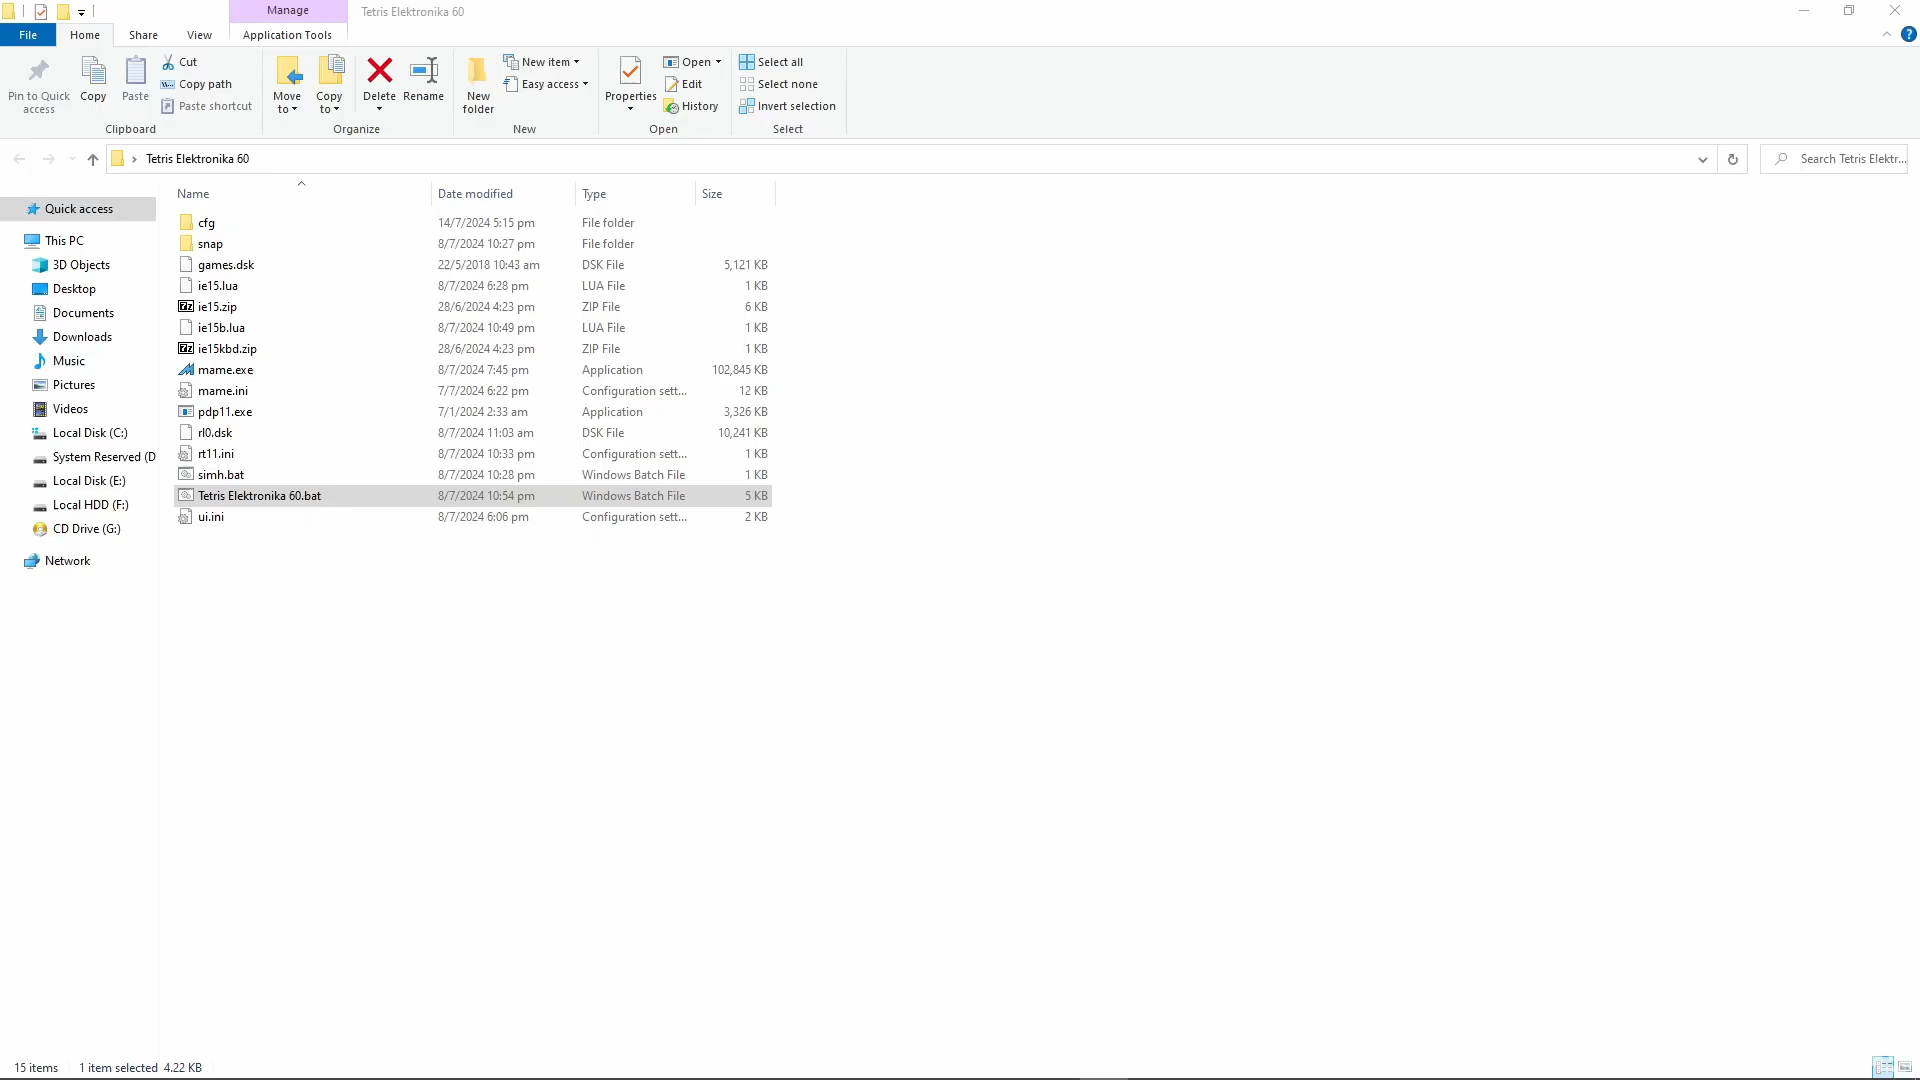 Manage
Tetris Elektronika 60
File
Home
Share
View
Application Tools
Pin to Quick access
Copy
Paste
Cut
Copy path
Paste shortcut
Clipboard
Move to
Copy to
Delete
Rename
Organize
New folder
New item
Easy access
New
Properties
Open
Edit
History
Open
Select all
Select none
Invert selection
Select
Tetris Elektronika 60
Search Tetris Elektr...
Name Date modified Type Size
Quick access
This PC
3D Objects
Desktop
Documents
Downloads
Music
Pictures
Videos
Local Disk (C:)
System Reserved (D
Local Disk (E:)
Local HDD (F:)
CD Drive (G:)
Network
cfg 14/7/2024 5:15 pm File folder
snap 8/7/2024 10:27 pm File folder
games.dsk 22/5/2018 10:43 am DSK File 5,121 KB
ie15.lua 8/7/2024 6:28 pm LUA File 1 KB
ie15.zip 28/6/2024 4:23 pm ZIP File 6 KB
ie15b.lua 8/7/2024 10:49 pm LUA File 1 KB
ie15kbd.zip 28/6/2024 4:23 pm ZIP File 1 KB
mame.exe 8/7/2024 7:45 pm Application 102,845 KB
mame.ini 7/7/2024 6:22 pm Configuration sett... 12 KB
pdp11.exe 7/1/2024 2:33 am Application 3,326 KB
rl0.dsk 8/7/2024 11:03 am DSK File 10,241 KB
rt11.ini 8/7/2024 10:33 pm Configuration sett... 1 KB
simh.bat 8/7/2024 10:28 pm Windows Batch File 1 KB
Tetris Elektronika 60.bat 8/7/2024 10:54 pm Windows Batch File 5 KB
ui.ini 8/7/2024 6:06 pm Configuration sett... 2 KB
15 items 1 item selected 4.22 KB